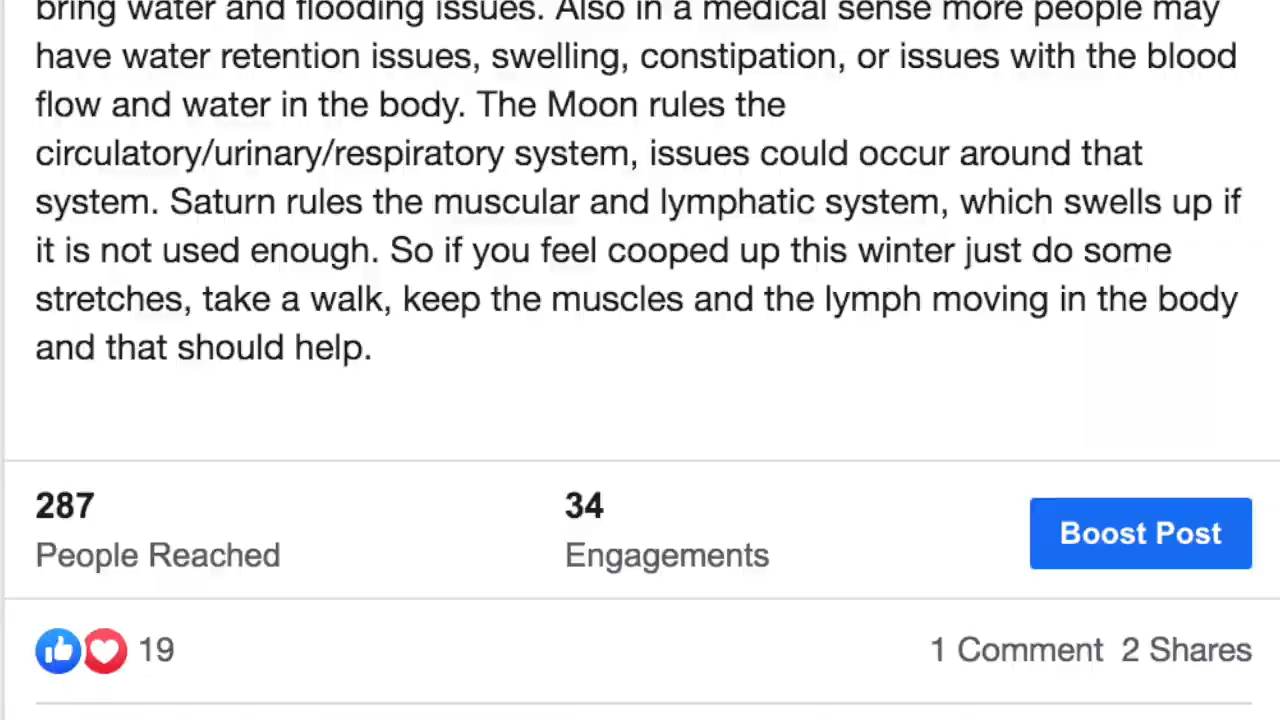 bring water and flooding issues. Also in a medical sense more people may
have water retention issues, swelling, constipation, or issues with the blood
flow and water in the body. The Moon rules the
circulatory/urinary/respiratory system, issues could occur around that
system. Saturn rules the muscular and lymphatic system, which swells up if
it is not used enough. So if you feel cooped up this winter just do some
stretches, take a walk, keep the muscles and the lymph moving in the body
and that should help.
287
People Reached
34
Engagements
Boost Post
19
1 Comment 2 Shares